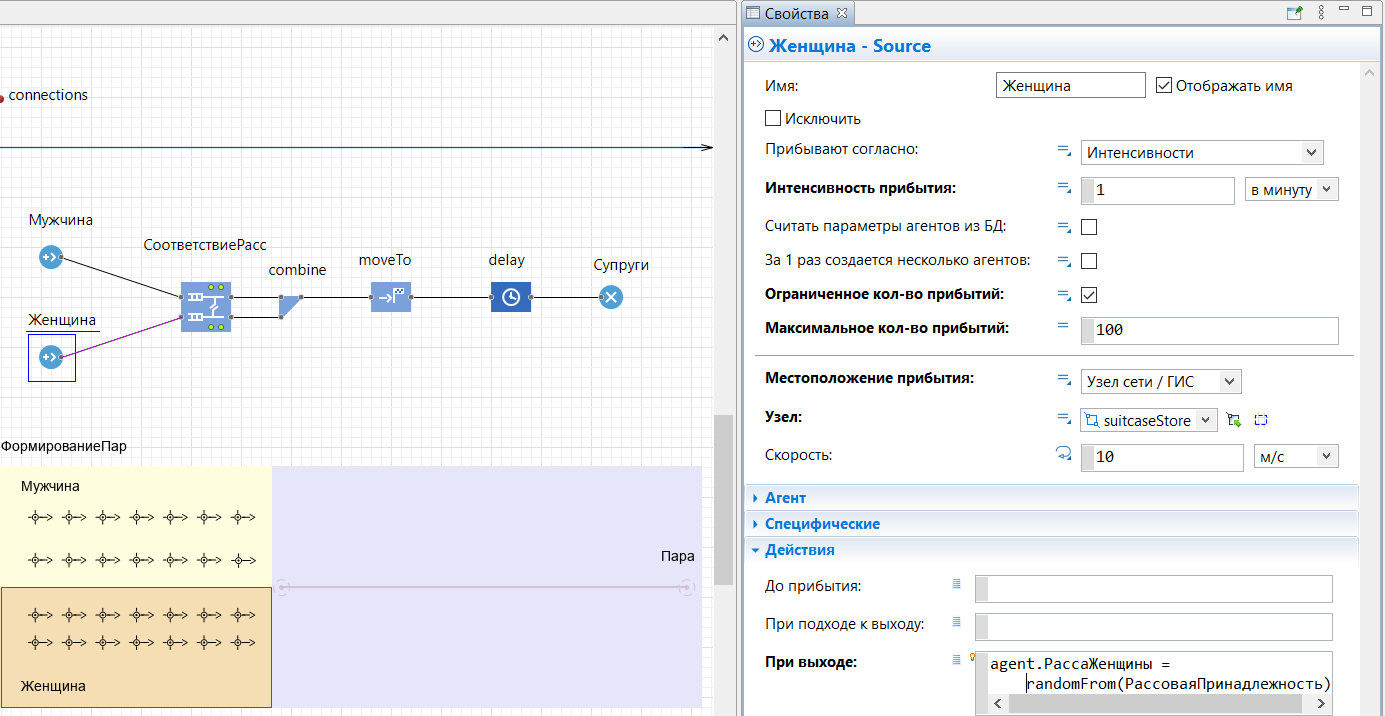 connections
Мужчина
СоответствиеРасс
combine
moveTo
delay
Супруги
Женщина
ФормированиеПар
Мужчина
Пара
Женщина
Свойства
Женщина - Source
Имя: Женщина Отображать имя
Исключить
Прибывают согласно: Интенсивности
Интенсивность прибытия: 1 в минуту
Считать параметры агентов из БД:
За 1 раз создается несколько агентов:
Ограниченное кол-во прибытий:
Максимальное кол-во прибытий: 100
Местоположение прибытия: Узел сети / ГИС
Узел: suitcaseStore
Скорость: 10 м/с
Агент
Специфические
Действия
До прибытия:
При подходе к выходу:
При выходе: agent.РассаЖенщины =
randomFrom(РассоваяПринадлежность)